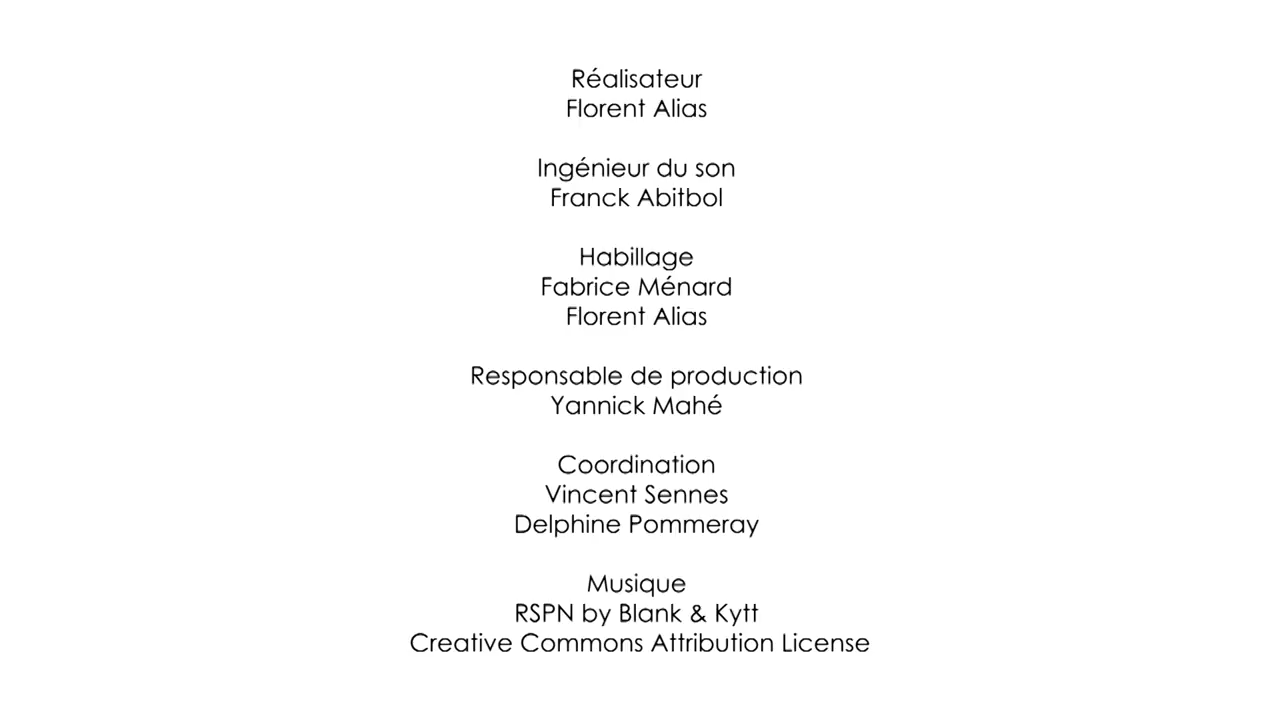 Réalisateur
Florent Alias
Ingénieur du son
Franck Abitbol
Habillage
Fabrice Ménard
Florent Alias
Responsable de production
Yannick Mahé
Coordination
Vincent Sennes
Delphine Pommeray
Musique
RSPN by Blank & Kytt
Creative Commons Attribution License